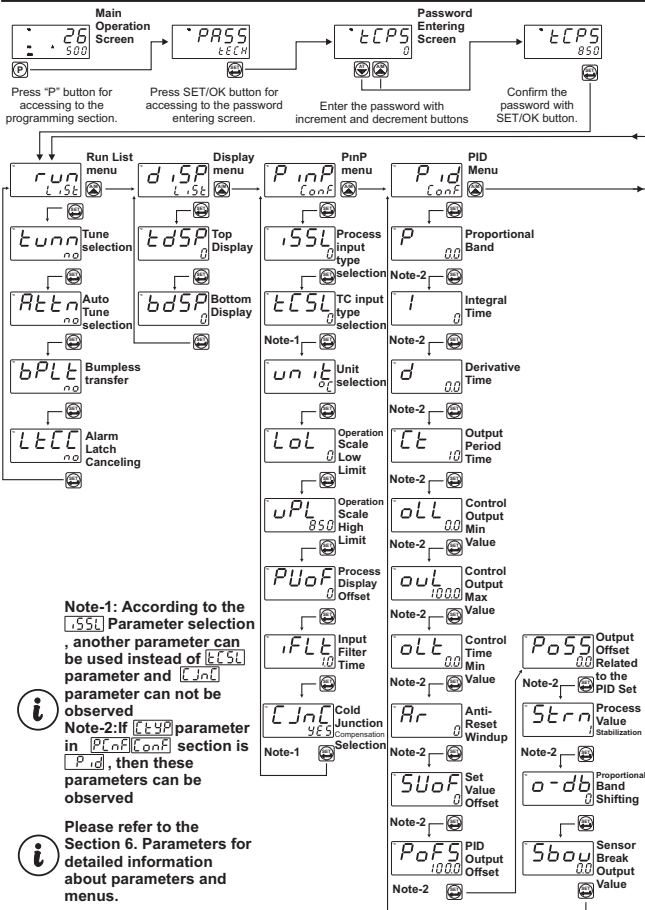 Main
Operation
Screen
Password
Entering
Screen
26
500
PASS
tECH
tCPS
0
tCPS
850
P
SET
SET
Press "P" button for
accessing to the
programming section.
Press SET/OK button for
accessing to the password
entering screen.
Enter the password with
increment and decrement buttons
Confirm the
password with
SET/OK button.
run
LiSt
Run List
menu
A/M
diSP
LiSt
Display
menu
A/M
PinP
ConF
PınP
menu
A/M
Pid
ConF
PID
Menu
A/M
tunn
no
Tune
selection
Attn
no
Auto
Tune
selection
bPLt
no
Bumpless
transfer
LtCC
no
Alarm
Latch
Canceling
tdSP
0
Top
Display
bdSP
0
Bottom
Display
iSSL
0
Process
input
type
selection
tCSL
0
TC input
type
selection
Note-1
unit
°C
Unit
selection
LoL
0
Operation
Scale
Low
Limit
uPL
850
Operation
Scale
High
Limit
PUoF
0
Process
Display
Offset
iFLt
1.0
Input
Filter
Time
CJnC
YES
Cold
Junction
Compensation
Selection
Note-1
P
0.0
Proportional
Band
Note-2
I
0
Integral
Time
Note-2
d
0.0
Derivative
Time
Note-2
Ct
10
Output
Period
Time
Note-2
oLL
0.0
Control
Output
Min
Value
Note-2
ouL
100.0
Control
Output
Max
Value
Note-2
oLt
0.0
Control
Time
Min
Value
Note-2
Ar
0
Anti-
Reset
Windup
Note-2
SUoF
0
Set
Value
Offset
Note-2
PoFS
100.0
PID
Output
Offset
Note-2
PoSS
0.0
Output
Offset
Related
to the
PID Set
Note-2
Strn
1
Process
Value
Stabilization
Note-2
o-db
0
Proportional
Band
Shifting
Sbou
0.0
Sensor
Break
Output
Value
Note-1: According to the
iSSL Parameter selection
, another parameter can
be used instead of tCSL
parameter and CJnC
parameter can not be
observed
Note-2:If CtYP parameter
in PCnF ConF section is
Pid , then these
parameters can be
observed
Please refer to the
Section 6. Parameters for
detailed information
about parameters and
menus.